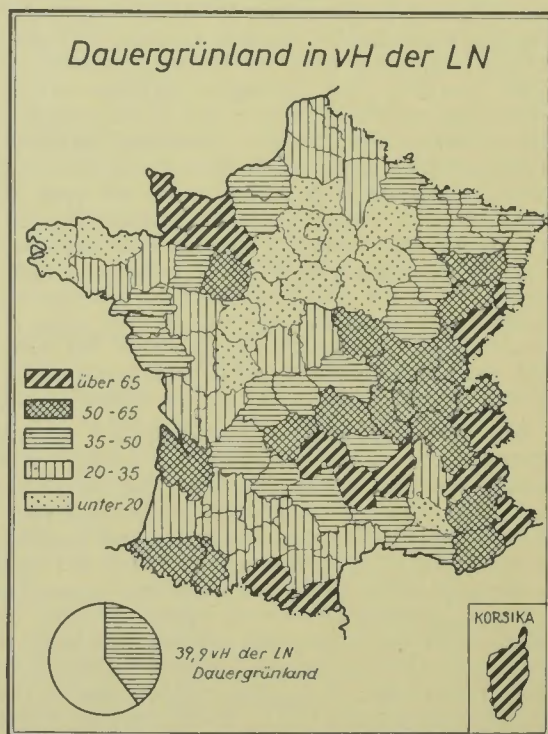 Dauergrünland in vH der LN
über 65
50-65
35-50
20-35
unter 20
39,9 vH der LN
Dauergrünland
KORSIKA